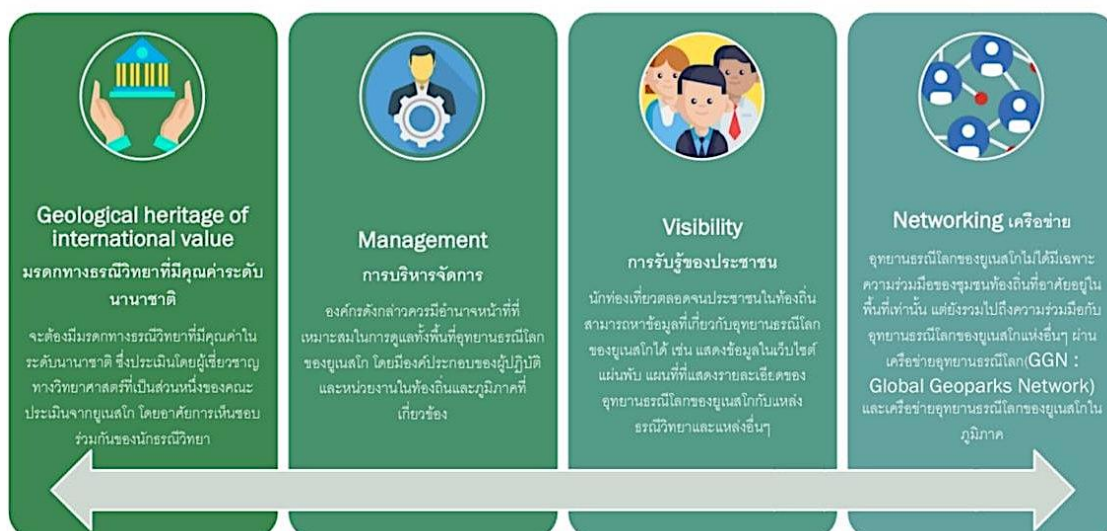 Geological heritage of
international value
มรดกทางธรณีวิทยาที่มีคุณค่าระดับ
นานาชาติ
จะต้องมีมรดกทางธรณีวิทยาที่มีคุณค่าใน
ระดับนานาชาติ ซึ่งประเมินโดยผู้เชี่ยวชาญ
ทางวิทยาศาสตร์ที่เป็นส่วนหนึ่งของคณะ
ประเมินจากยูเนสโก โดยอาศัยการเห็นชอบ
ร่วมกันของนักธรณีวิทยา
Management
การบริหารจัดการ
องค์กรดังกล่าวควรมีอำนาจหน้าที่ที่
เหมาะสมในการดูแลทั้งพื้นที่อุทยานธรณีโลก
ของยูเนสโก โดยมีองค์ประกอบของผู้ปฏิบัติ
และหน่วยงานในท้องถิ่นและภูมิภาคที่
เกี่ยวข้อง
Visibility
การรับรู้ของประชาชน
นักท่องเที่ยวตลอดจนประชาชนในท้องถิ่น
สามารถหาข้อมูลที่เกี่ยวกับอุทยานธรณีโลก
ของยูเนสโกได้ เช่น แสดงข้อมูลในเว็บไซต์
แผ่นพับ แผนที่ที่แสดงรายละเอียดของ
อุทยานธรณีโลกของยูเนสโกกับแหล่ง
ธรณีวิทยาและแหล่งอื่นๆ
Networking เครือข่าย
อุทยานธรณีโลกของยูเนสโกไม่ได้มีเฉพาะ
ความร่วมมือของชุมชนท้องถิ่นที่อาศัยอยู่ใน
พื้นที่เท่านั้น แต่ยังรวมไปถึงความร่วมมือกับ
อุทยานธรณีโลกของยูเนสโกแห่งอื่นๆ ผ่าน
เครือข่ายอุทยานธรณีโลก(GGN :
Global Geoparks Network)
และเครือข่ายอุทยานธรณีโลกของยูเนสโกใน
ภูมิภาค